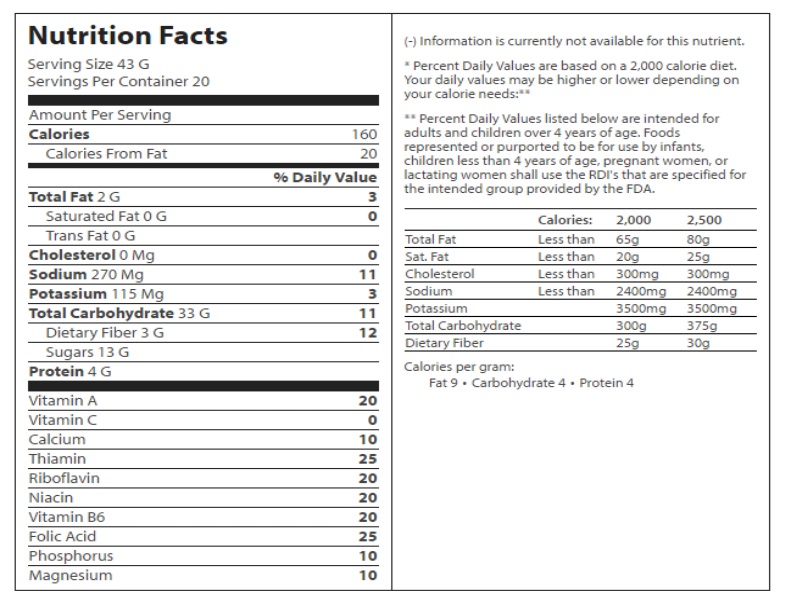 Nutrition Facts
Serving Size 43 G
Servings Per Container 20
Amount Per Serving
Calories 160
Calories From Fat 20
% Daily Value
Total Fat 2 G 3
Saturated Fat 0 G 0
Trans Fat 0 G
Cholesterol 0 Mg 0
Sodium 270 Mg 11
Potassium 115 Mg 3
Total Carbohydrate 33 G 11
Dietary Fiber 3 G 12
Sugars 13 G
Protein 4 G
Vitamin A 20
Vitamin C 0
Calcium 10
Thiamin 25
Riboflavin 20
Niacin 20
Vitamin B6 20
Folic Acid 25
Phosphorus 10
Magnesium 10
(-) Information is currently not available for this nutrient.
* Percent Daily Values are based on a 2,000 calorie diet.
Your daily values may be higher or lower depending on
your calorie needs:**
** Percent Daily Values listed below are intended for
adults and children over 4 years of age. Foods
represented or purported to be for use by infants,
children less than 4 years of age, pregnant women, or
lactating women shall use the RDI's that are specified for
the intended group provided by the FDA.
Calories: 2,000 2,500
Total Fat Less than 65g 80g
Sat. Fat Less than 20g 25g
Cholesterol Less than 300mg 300mg
Sodium Less than 2400mg 2400mg
Potassium 3500mg 3500mg
Total Carbohydrate 300g 375g
Dietary Fiber 25g 30g
Calories per gram:
Fat 9 • Carbohydrate 4 • Protein 4